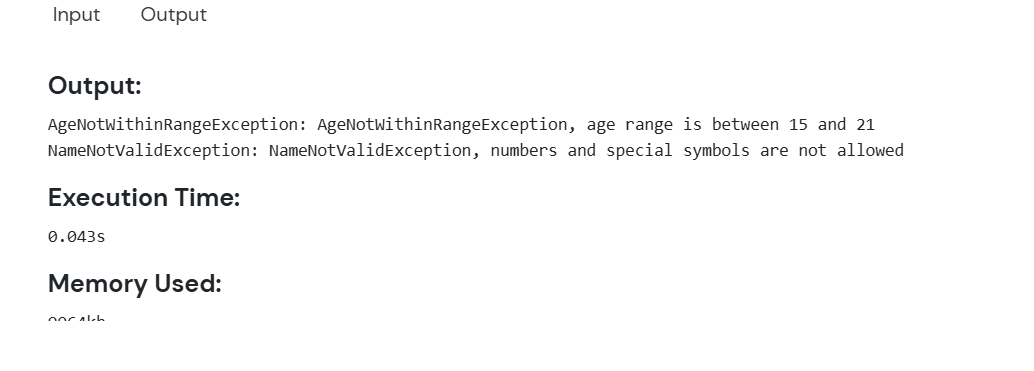 Input Output
Output:
AgeNotWithinRangeException: AgeNotWithinRangeException, age range is between 15 and 21
NameNotValidException: NameNotValidException, numbers and special symbols are not allowed
Execution Time:
0.043s
Memory Used: